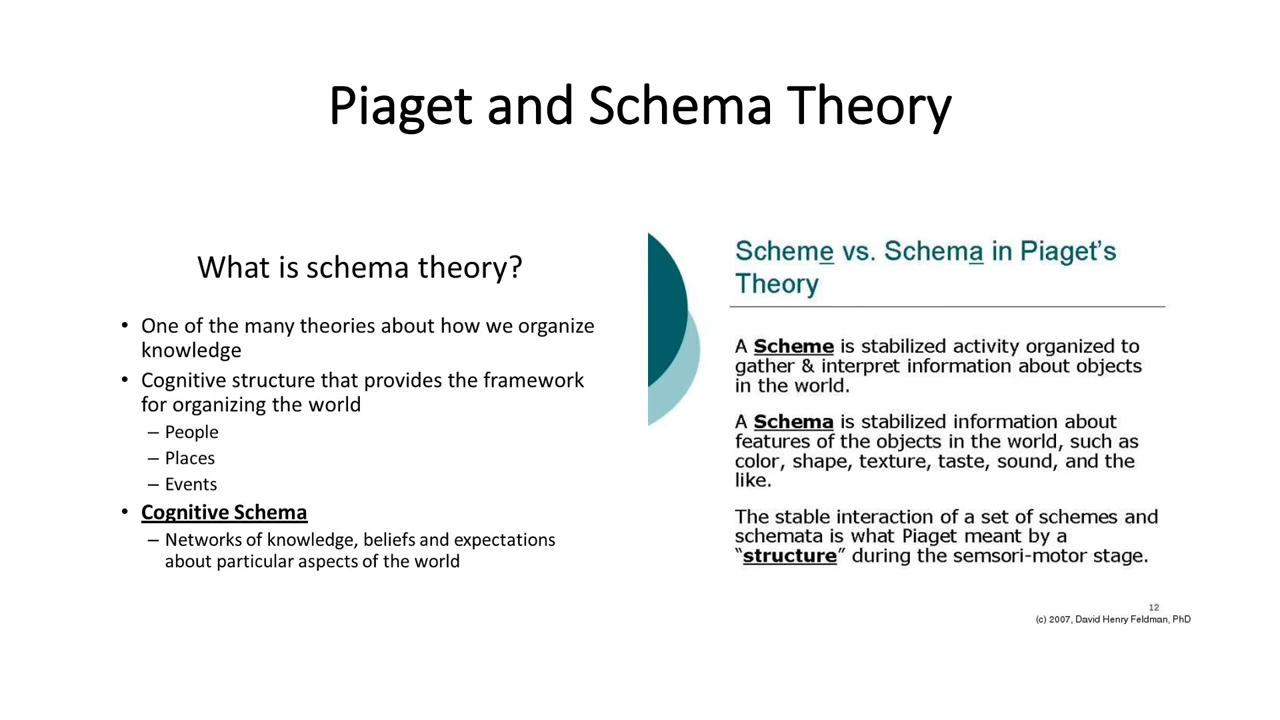 Piaget and Schema Theory
What is schema theory?
• One of the many theories about how we organize
knowledge
• Cognitive structure that provides the framework
for organizing the world
– People
– Places
– Events
• Cognitive Schema
– Networks of knowledge, beliefs and expectations
about particular aspects of the world
Scheme vs. Schema in Piaget's
Theory
A Scheme is stabilized activity organized to
gather & interpret information about objects
in the world.
A Schema is stabilized information about
features of the objects in the world, such as
color, shape, texture, taste, sound, and the
like.
The stable interaction of a set of schemes and
schemata is what Piaget meant by a
“structure” during the semsori-motor stage.
12
(c) 2007, David Henry Feldman, PhD